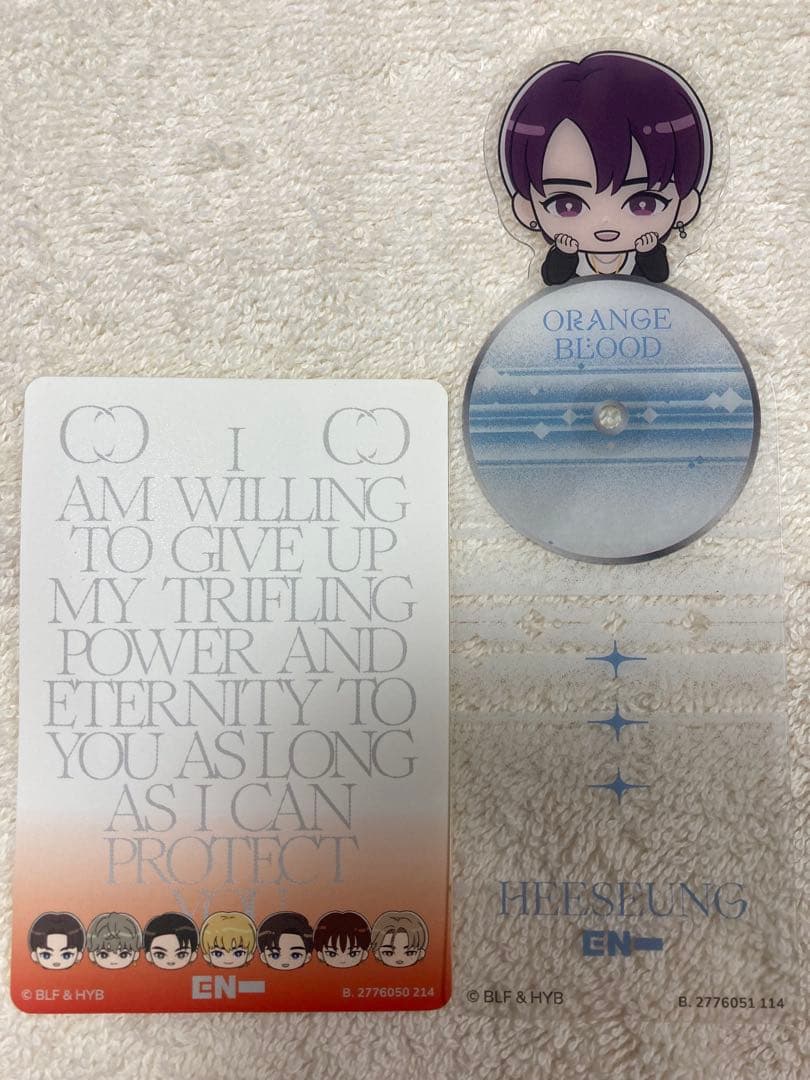 I
AM WILLING
TO GIVE UP
MY TRIFLING
POWER AND
ETERNITY TO
YOU AS LONG
AS I CAN
PROTECT
YOU
EN-
© BLF & HYB
B. 2776050 214
ORANGE
BLOOD
HEESEUNG
EN-
© BLF & HYB
B. 2776051 114